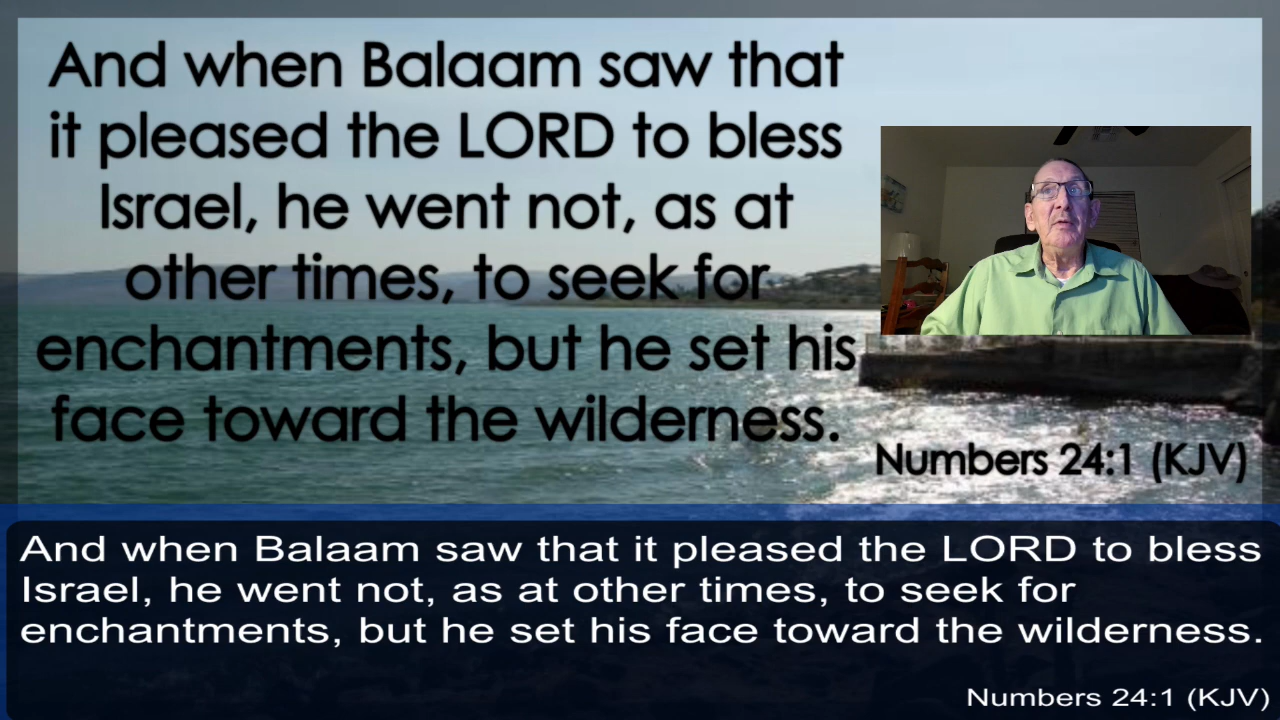 And when Balaam saw that
it pleased the LORD to bless
Israel, he went not, as at
other times, to seek for
enchantments, but he set his
face toward the wilderness.
Numbers 24:1 (KJV)
And when Balaam saw that it pleased the LORD to bless
Israel, he went not, as at other times, to seek for
enchantments, but he set his face toward the wilderness.
Numbers 24:1 (KJV)